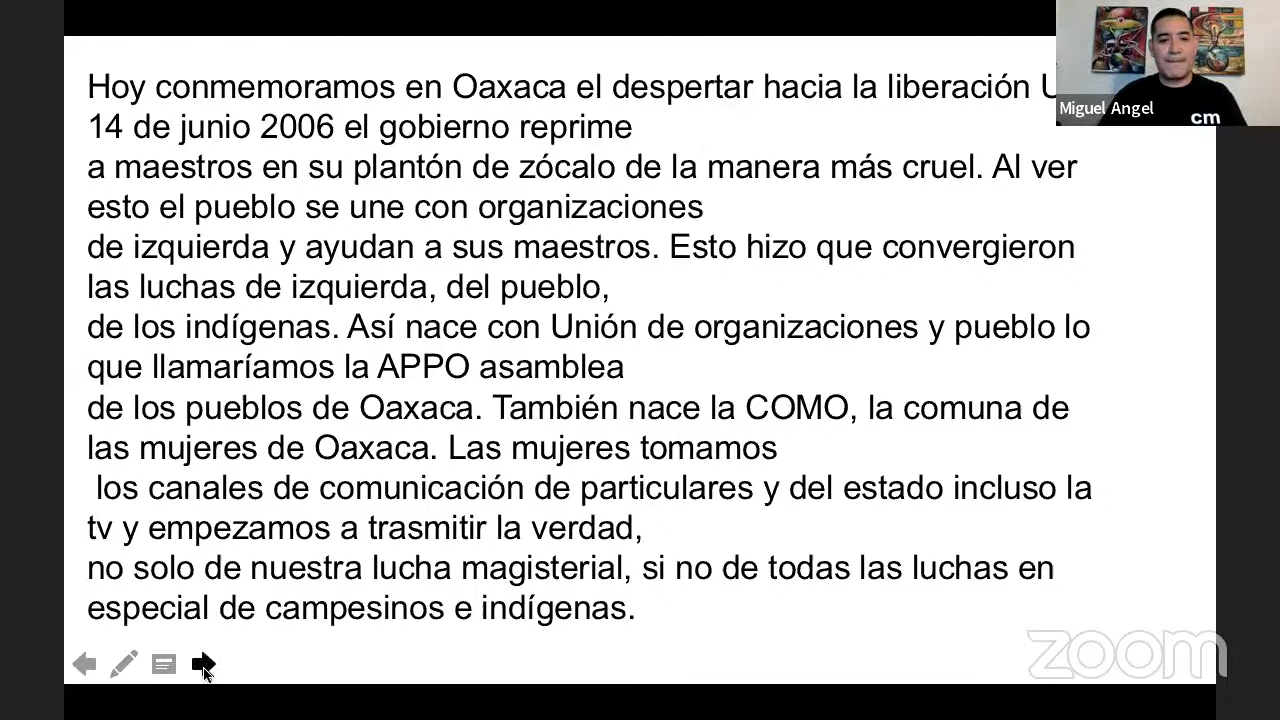 Hoy conmemoramos en Oaxaca el despertar hacia la liberación
14 de junio 2006 el gobierno reprime
a maestros en su plantón de zócalo de la manera más cruel. Al ver
esto el pueblo se une con organizaciones
de izquierda y ayudan a sus maestros. Esto hizo que convergieron
las luchas de izquierda, del pueblo,
de los indígenas. Así nace con Unión de organizaciones y pueblo lo
que llamaríamos la APPO asamblea
de los pueblos de Oaxaca. También nace la COMO, la comuna de
las mujeres de Oaxaca. Las mujeres tomamos
los canales de comunicación de particulares y del estado incluso la
tv y empezamos a trasmitir la verdad,
no solo de nuestra lucha magisterial, si no de todas las luchas en
especial de campesinos e indígenas.
Miguel Angel
cm
zoom